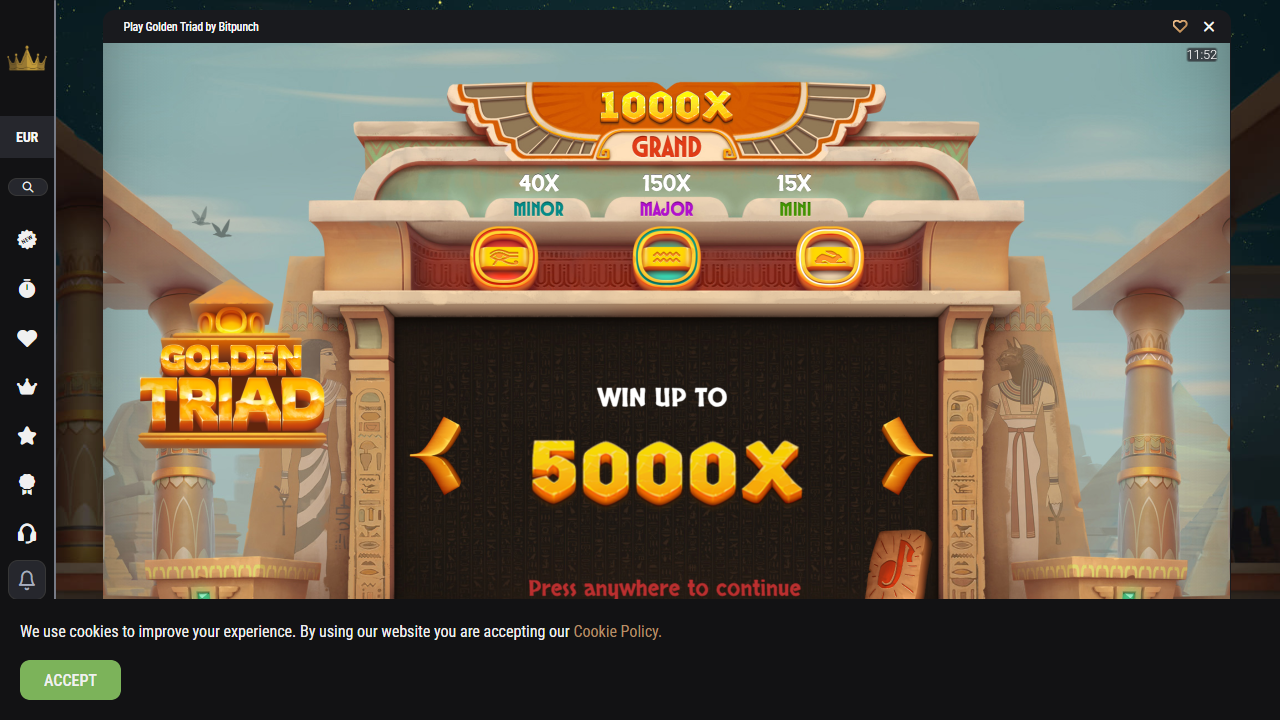 Play Golden Triad by Bitpunch
11:52
EUR
NEW
1000X
GRAND
40X 150X 15X
MINOR MAJOR MINI
GOLDEN
TRIAD
WIN UP TO
5000X
Press anywhere to continue
We use cookies to improve your experience. By using our website you are accepting our Cookie Policy.
ACCEPT